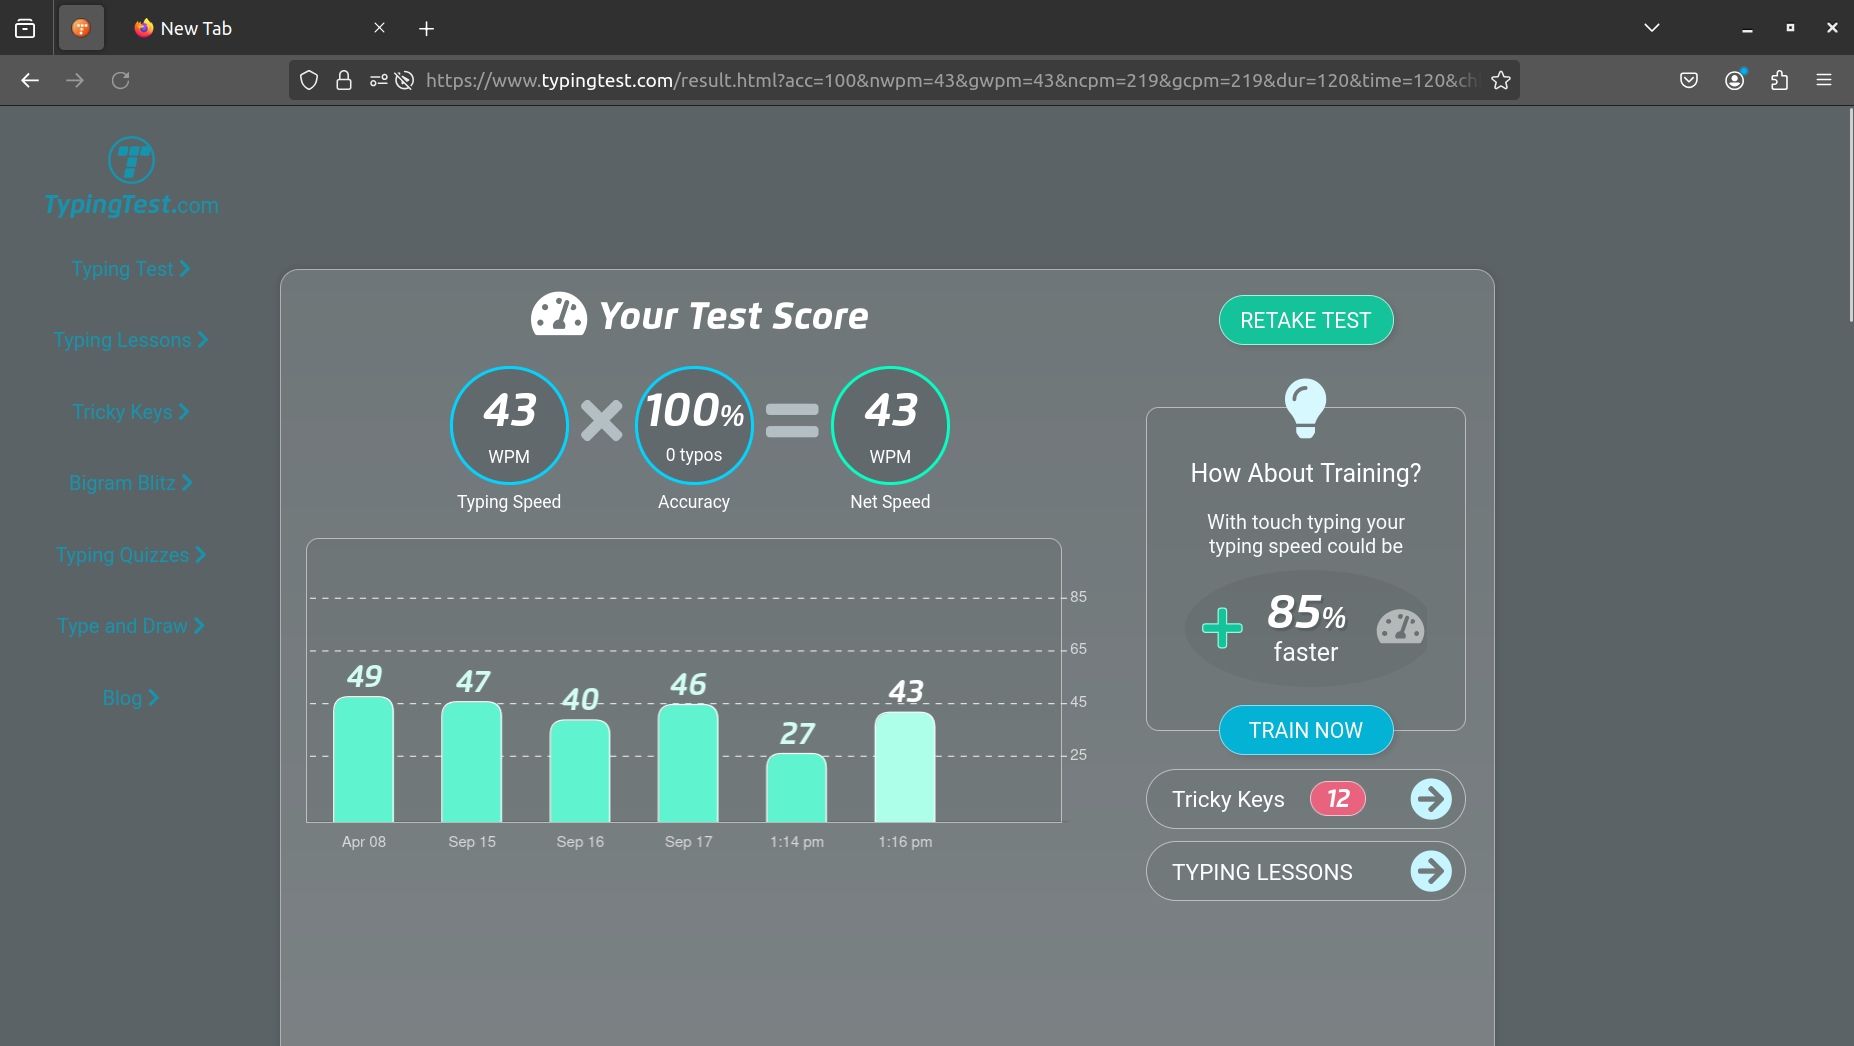 New Tab
https://www.typingtest.com/result.html?acc=100&nwpm=43&gwpm=43&ncpm=219&gcpm=219&dur=120&time=120&ch
TypingTest.com
Typing Test
Typing Lessons
Tricky Keys
Bigram Blitz
Typing Quizzes
Type and Draw
Blog
Your Test Score
43
WPM
Typing Speed
100%
0 typos
Accuracy
43
WPM
Net Speed
85
65
45
25
49
47
40
46
27
43
Apr 08
Sep 15
Sep 16
Sep 17
1:14 pm
1:16 pm
RETAKE TEST
How About Training?
With touch typing your
typing speed could be
85%
faster
TRAIN NOW
Tricky Keys 12
TYPING LESSONS